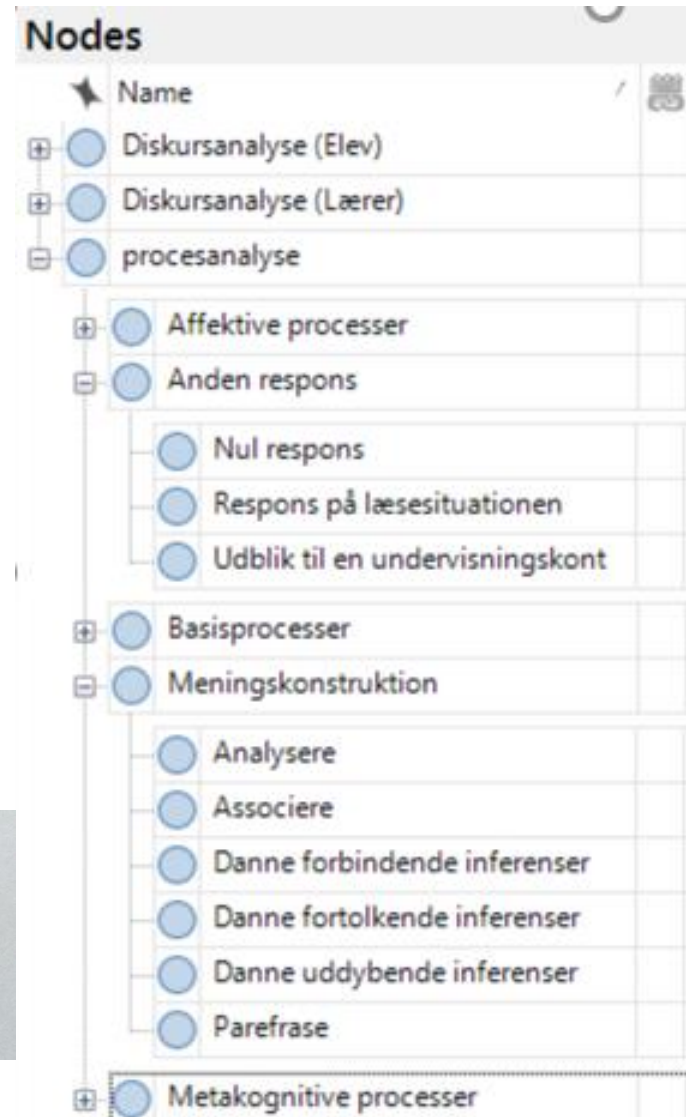 Nodes
Name
Diskursanalyse (Elev)
Diskursanalyse (Lærer)
procesanalyse
Affektive processer
Anden respons
Nul respons
Respons på læsesituationen
Udblik til en undervisningskont
Basisprocesser
Meningskonstruktion
Analysere
Associere
Danne forbindende inferenser
Danne fortolkende inferenser
Danne uddybende inferenser
Parefrase
Metakognitive processer